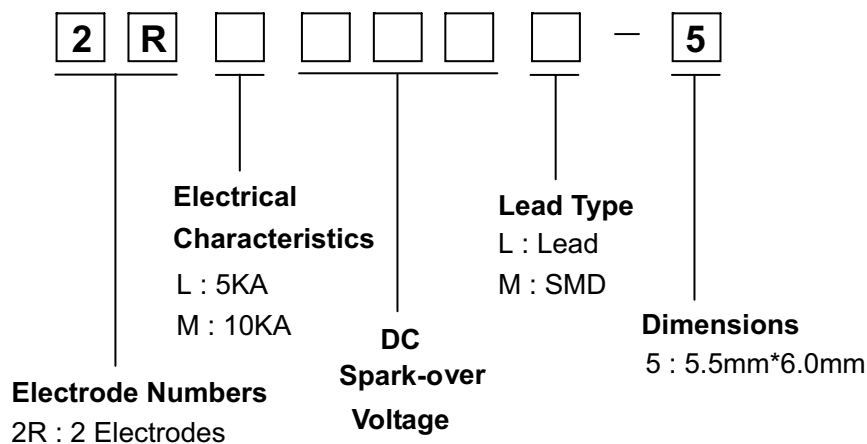 2 R – 5
Electrical
Characteristics
L : 5KA
M : 10KA
Lead Type
L : Lead
M : SMD
DC
Spark-over
Voltage
Dimensions
5 : 5.5mm*6.0mm
Electrode Numbers
2R : 2 Electrodes